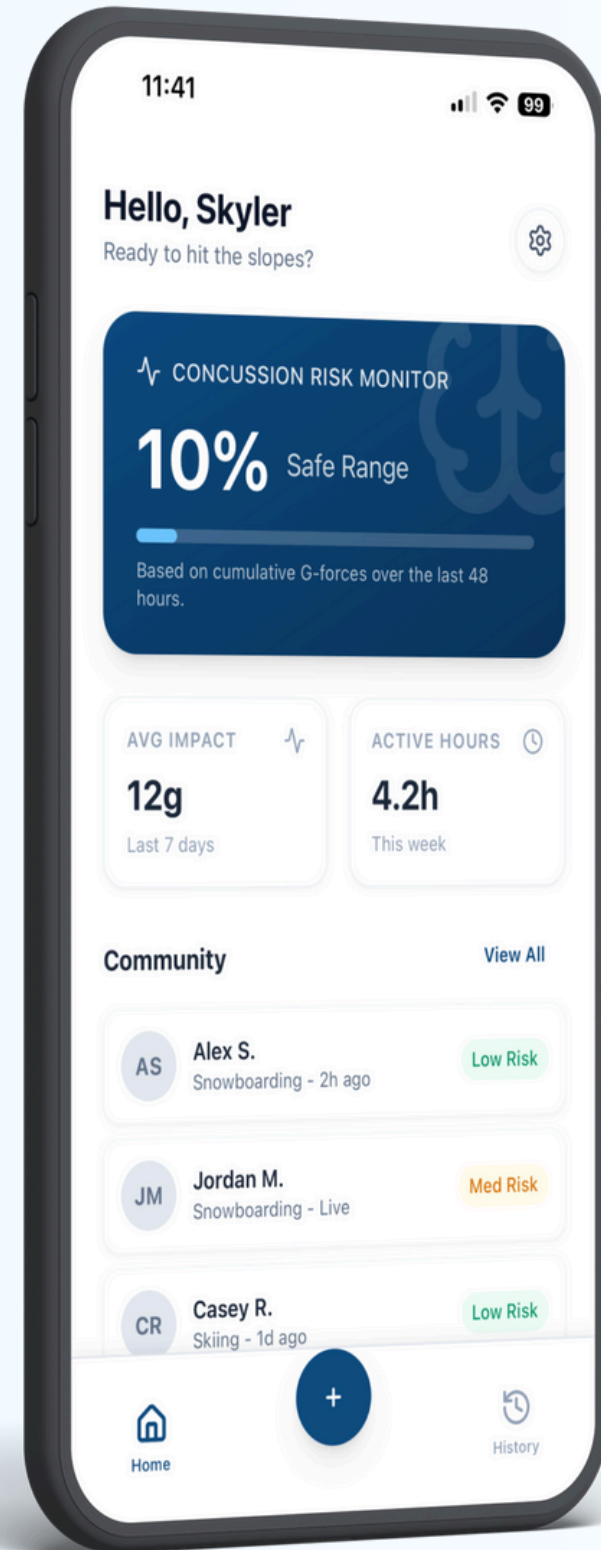 11:41
99
Hello, Skyler
Ready to hit the slopes?
CONCUSSION RISK MONITOR
10% Safe Range
Based on cumulative G-forces over the last 48
hours.
AVG IMPACT
12g
Last 7 days
ACTIVE HOURS
4.2h
This week
Community
View All
AS
Alex S.
Snowboarding - 2h ago
Low Risk
JM
Jordan M.
Snowboarding - Live
Med Risk
CR
Casey R.
Skiing - 1d ago
Low Risk
+
Home
History